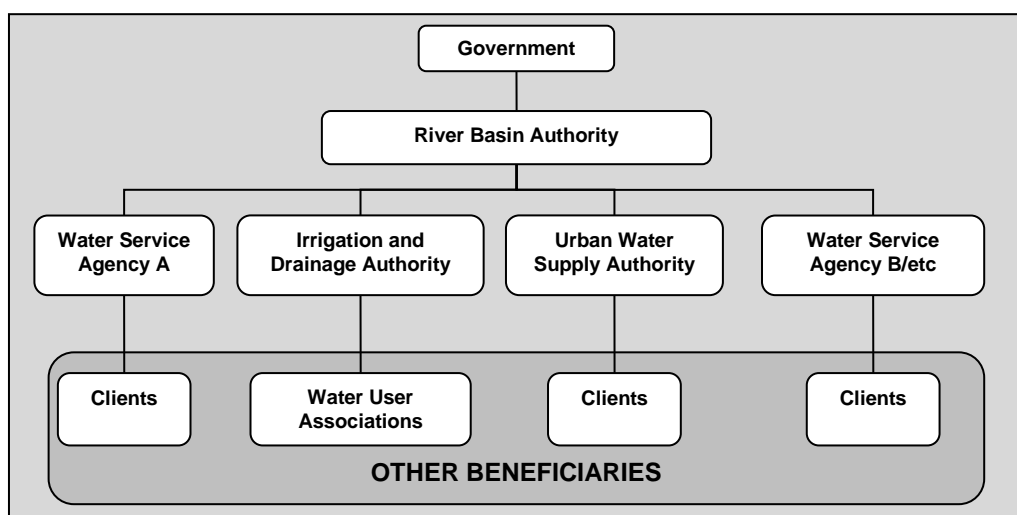 Government
River Basin Authority
Water Service
Agency A
Irrigation and
Drainage Authority
Urban Water
Supply Authority
Water Service
Agency B/etc
Clients
Water User
Associations
Clients
Clients
OTHER BENEFICIARIES